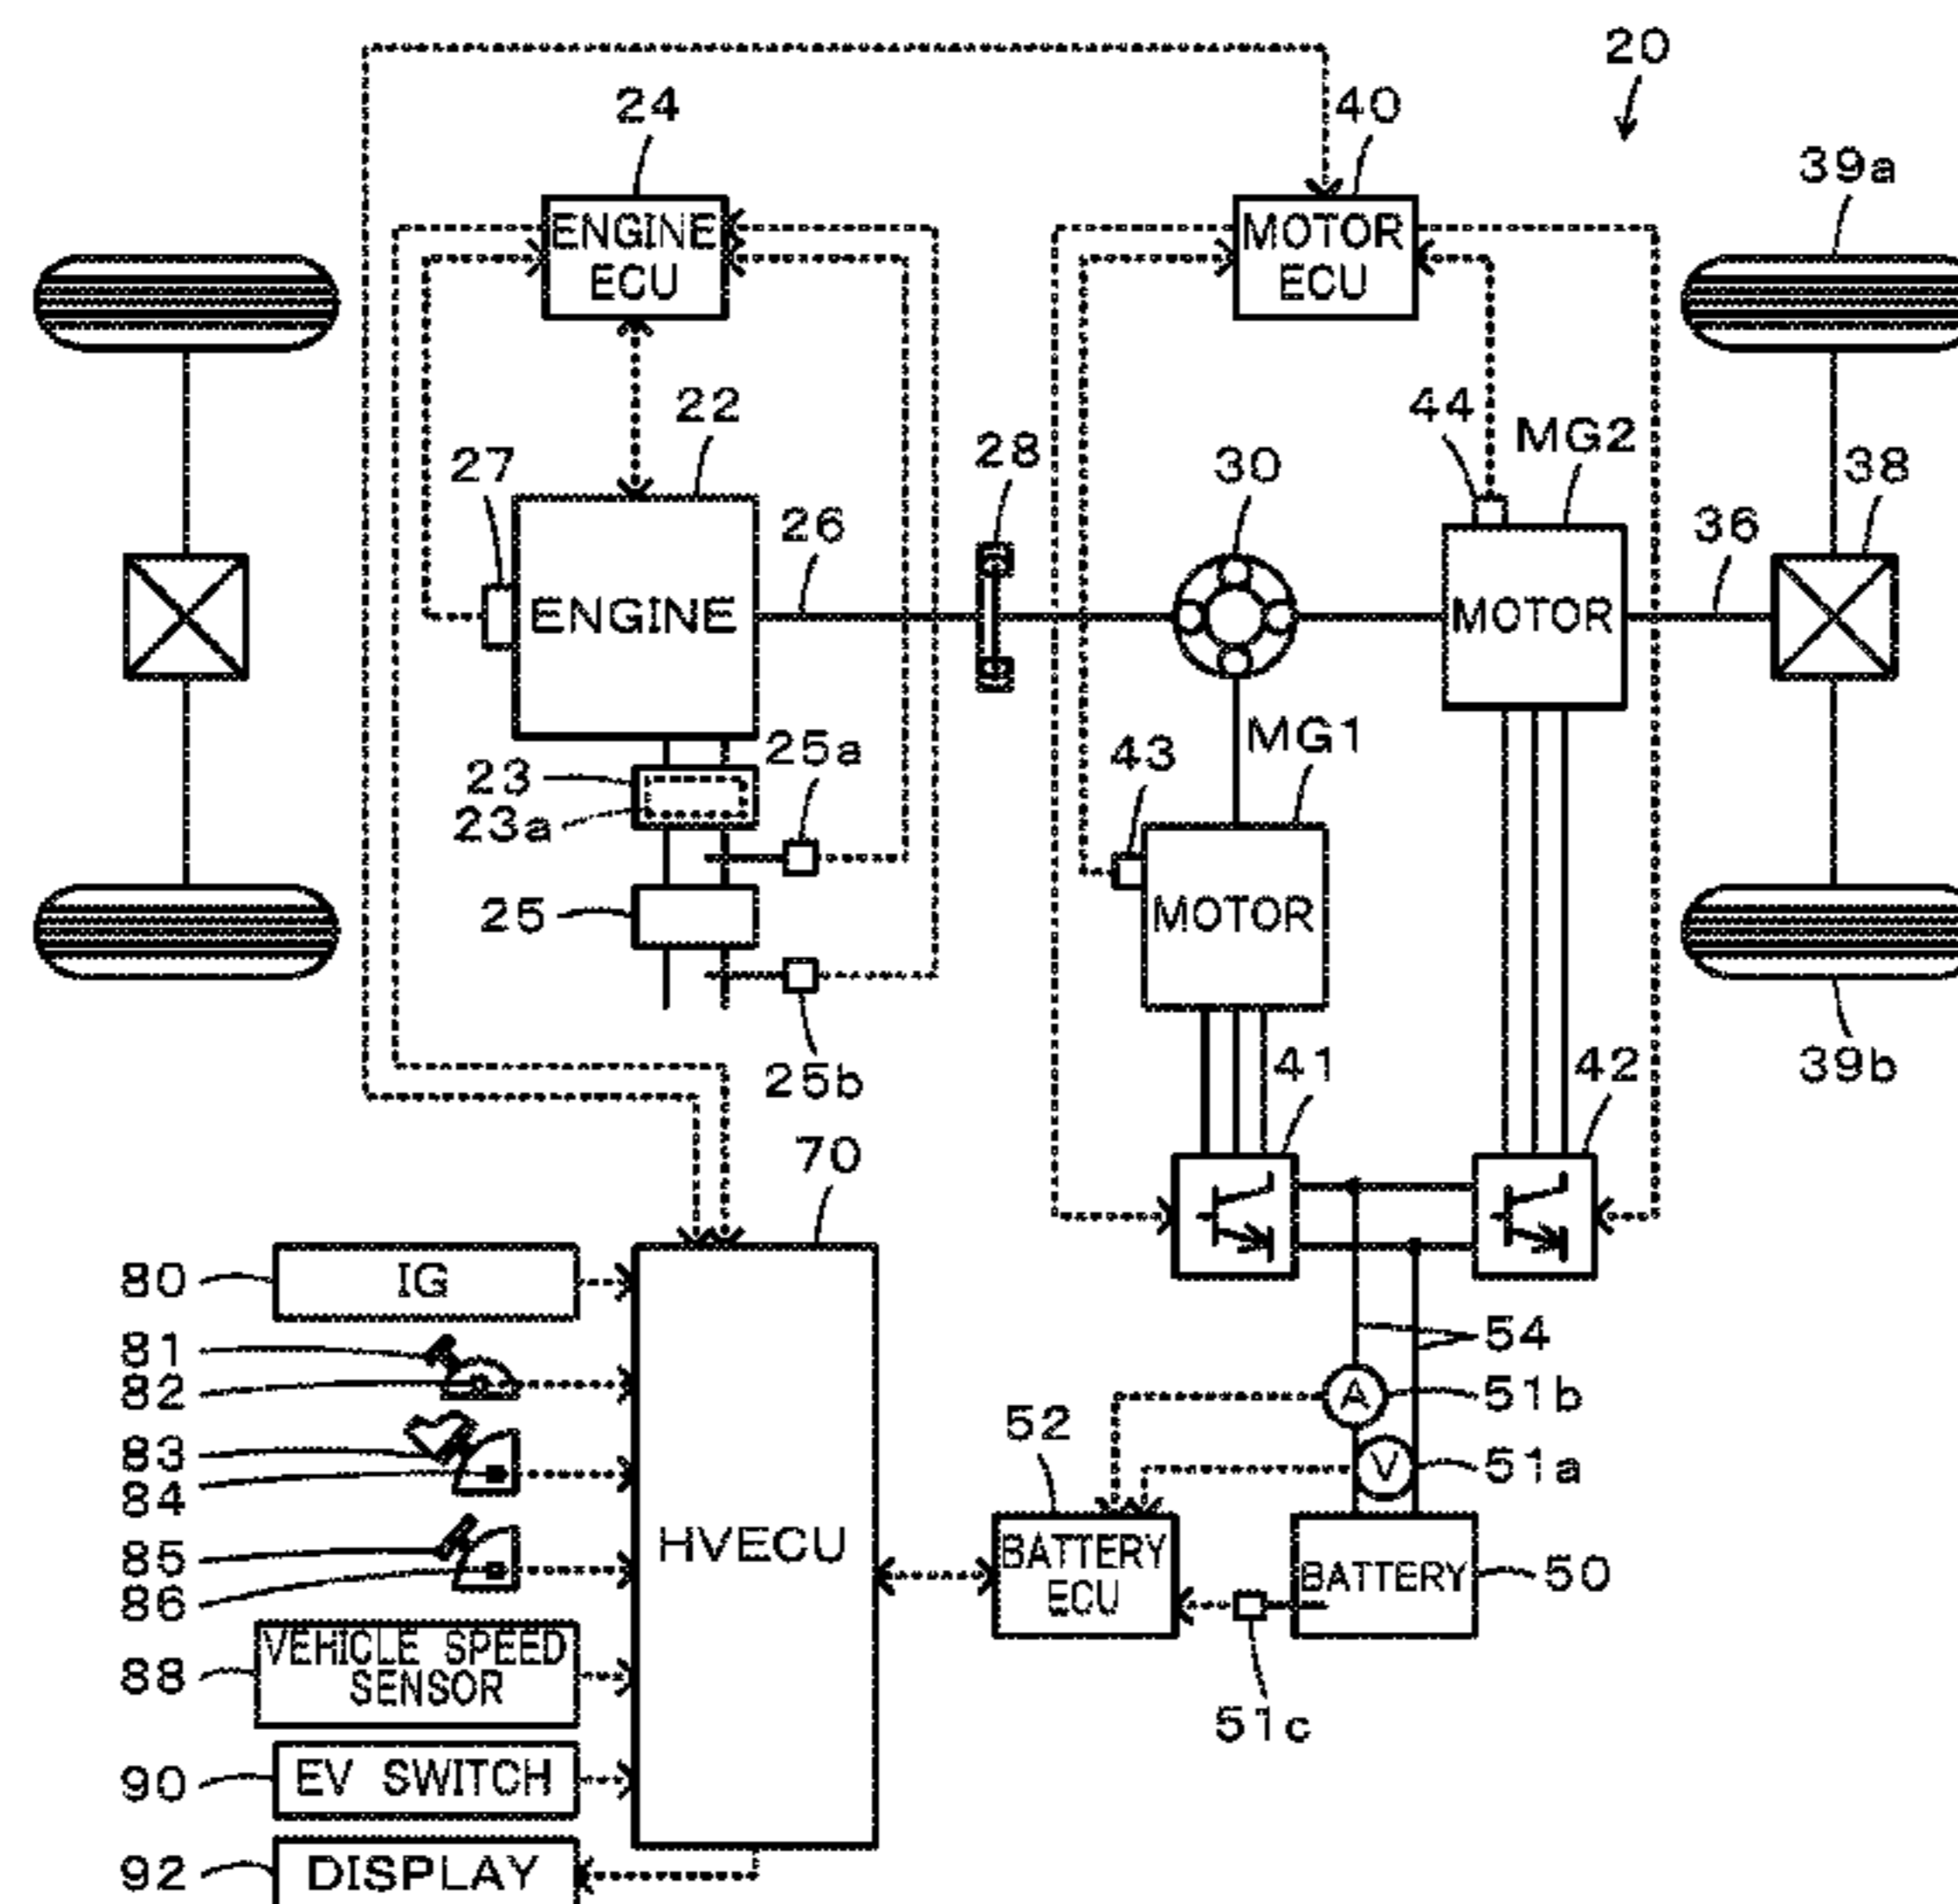 20
24
40
39a
ENGINE
ECU
MOTOR
ECU
22
44
MG2
27
28
30
38
26
36
ENGINE
MOTOR
25a
MG1
43
23
23a
25
MOTOR
25b
41
42
39b
70
80
IG
81
82
54
83
84
52
51b
A
51a
V
85
86
HVECU
BATTERY
ECU
BATTERY
50
88
VEHICLE SPEED
SENSOR
51c
90
EV SWITCH
92
DISPLAY